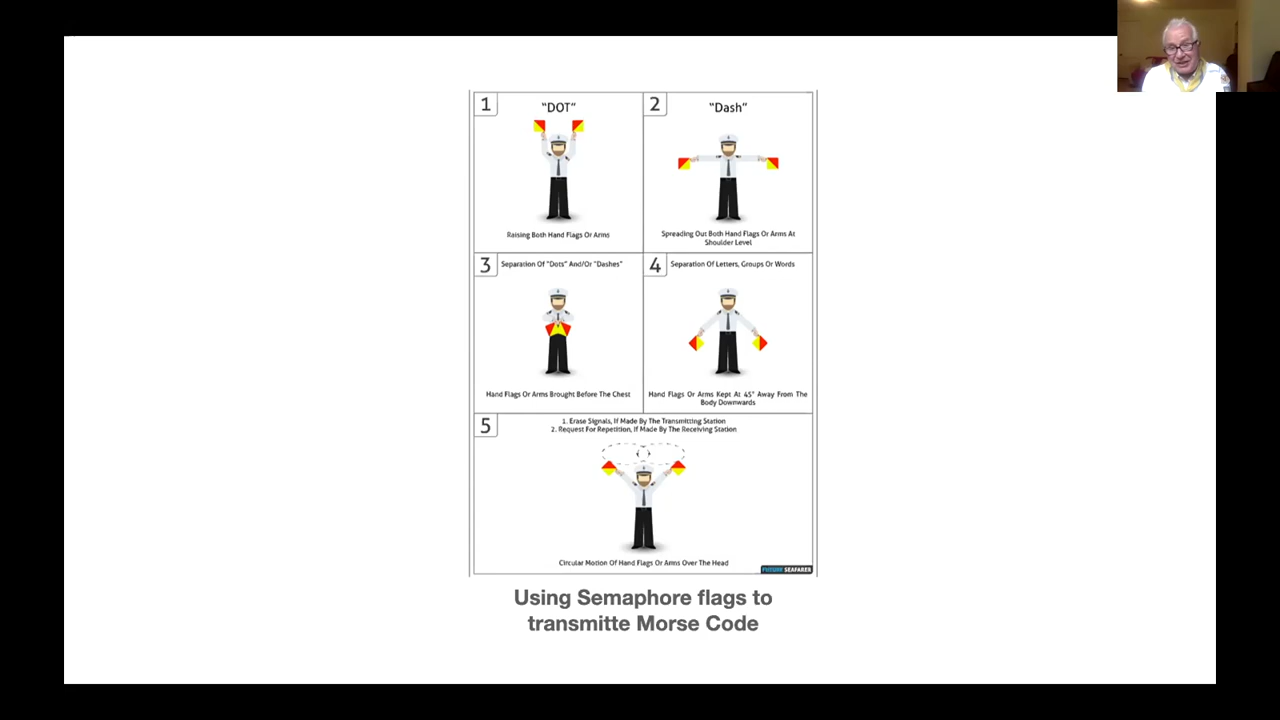 1
"DOT"
Raising Both Hand Flags Or Arms
2
"Dash"
Spreading Out Both Hand Flags Or Arms At
Shoulder Level
3
Separation Of "Dots" And/Or "Dashes"
Hand Flags Or Arms Brought Before The Chest
4
Separation Of Letters, Groups Or Words
Hand Flags Or Arms Kept At 45° Away From The
Body Downwards
5
1. Erase Signals, If Made By The Transmitting Station
2. Request For Repetition, If Made By The Receiving Station
Circular Motion Of Hand Flags Or Arms Over The Head
SEAFARER
Using Semaphore flags to
transmitte Morse Code